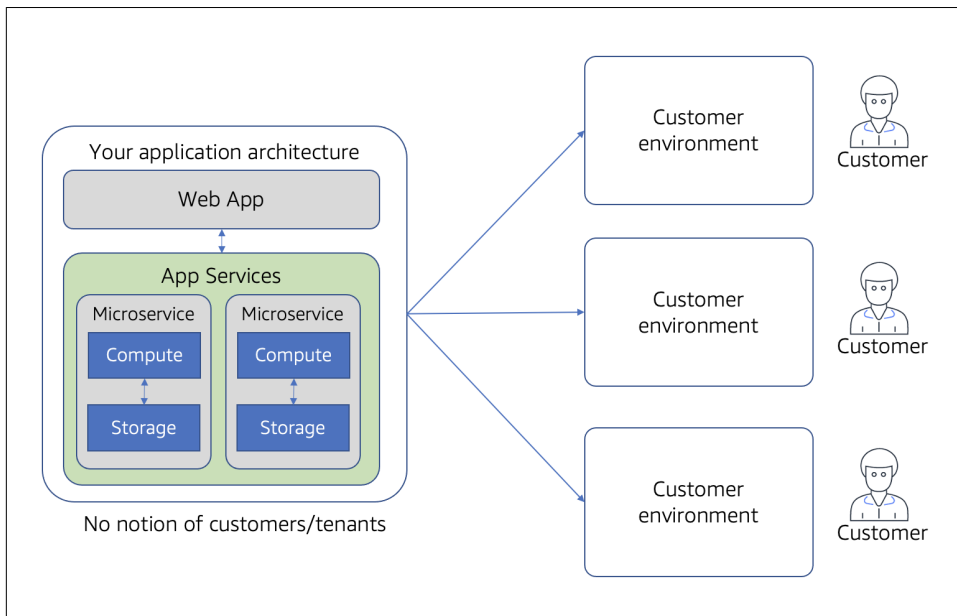 Your application architecture
Web App
App Services
Microservice
Compute
Storage
Microservice
Compute
Storage
No notion of customers/tenants
Customer
environment
Customer
Customer
environment
Customer
Customer
environment
Customer